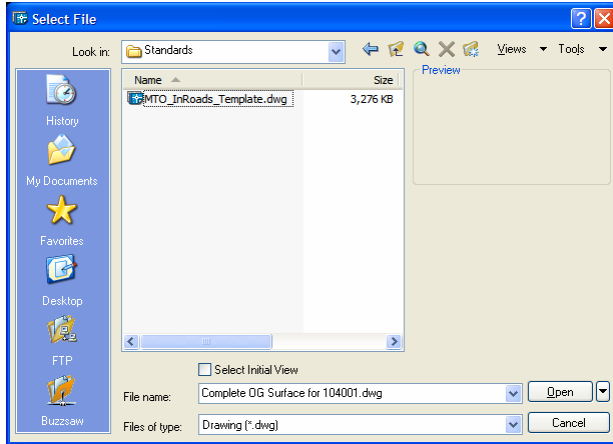 Select File
Look in: Standards Views Tools
Name Size Preview
MTO_InRoads_Template.dwg 3,276 KB
History
My Documents
Favorites
Desktop
FTP
Buzzsaw
Select Initial View
File name: Complete OG Surface for 104001.dwg Open
Files of type: Drawing (*.dwg) Cancel